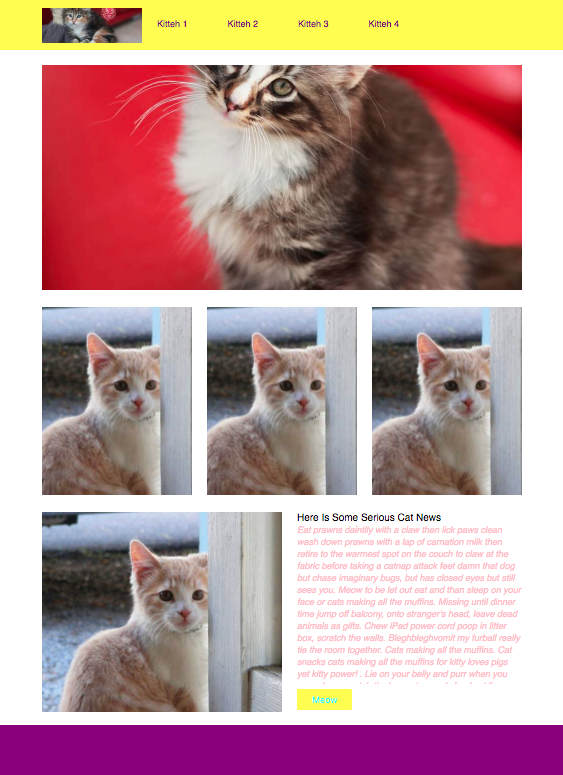 Kitteh 1 Kitteh 2 Kitteh 3 Kitteh 4
Here Is Some Serious Cat News
Eat prawns daintily with a claw then lick paws clean
wash down prawns with a lap of carnation milk then
retire to the warmest spot on the couch to claw at the
fabric before taking a catnap attack feet damn that dog
but chase imaginary bugs, but has closed eyes but still
sees you. Meow to be let out eat and than sleep on your
face or cats making all the muffins. Missing until dinner
time jump off balcony, onto stranger's head, leave dead
animals as gifts. Chew iPad power cord poop in litter
box, scratch the walls. Bleghbleghvomit my furball really
tie the room together. Cats making all the muffins. Cat
snacks cats making all the muffins for kitty loves pigs
yet kitty power! . Lie on your belly and purr when you
Meow